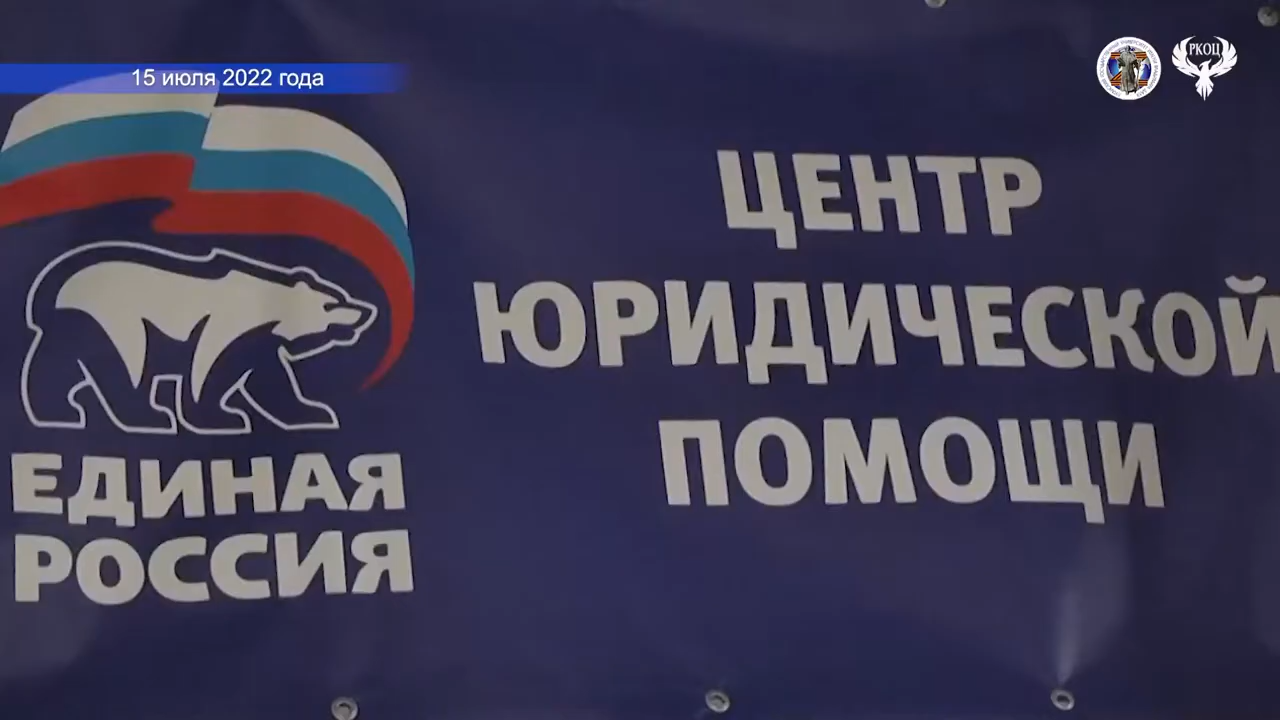 15 июля 2022 года
РКОЦ
ЦЕНТР
ЮРИДИЧЕСКОЙ
ПОМОЩИ
ЕДИНАЯ
РОССИЯ